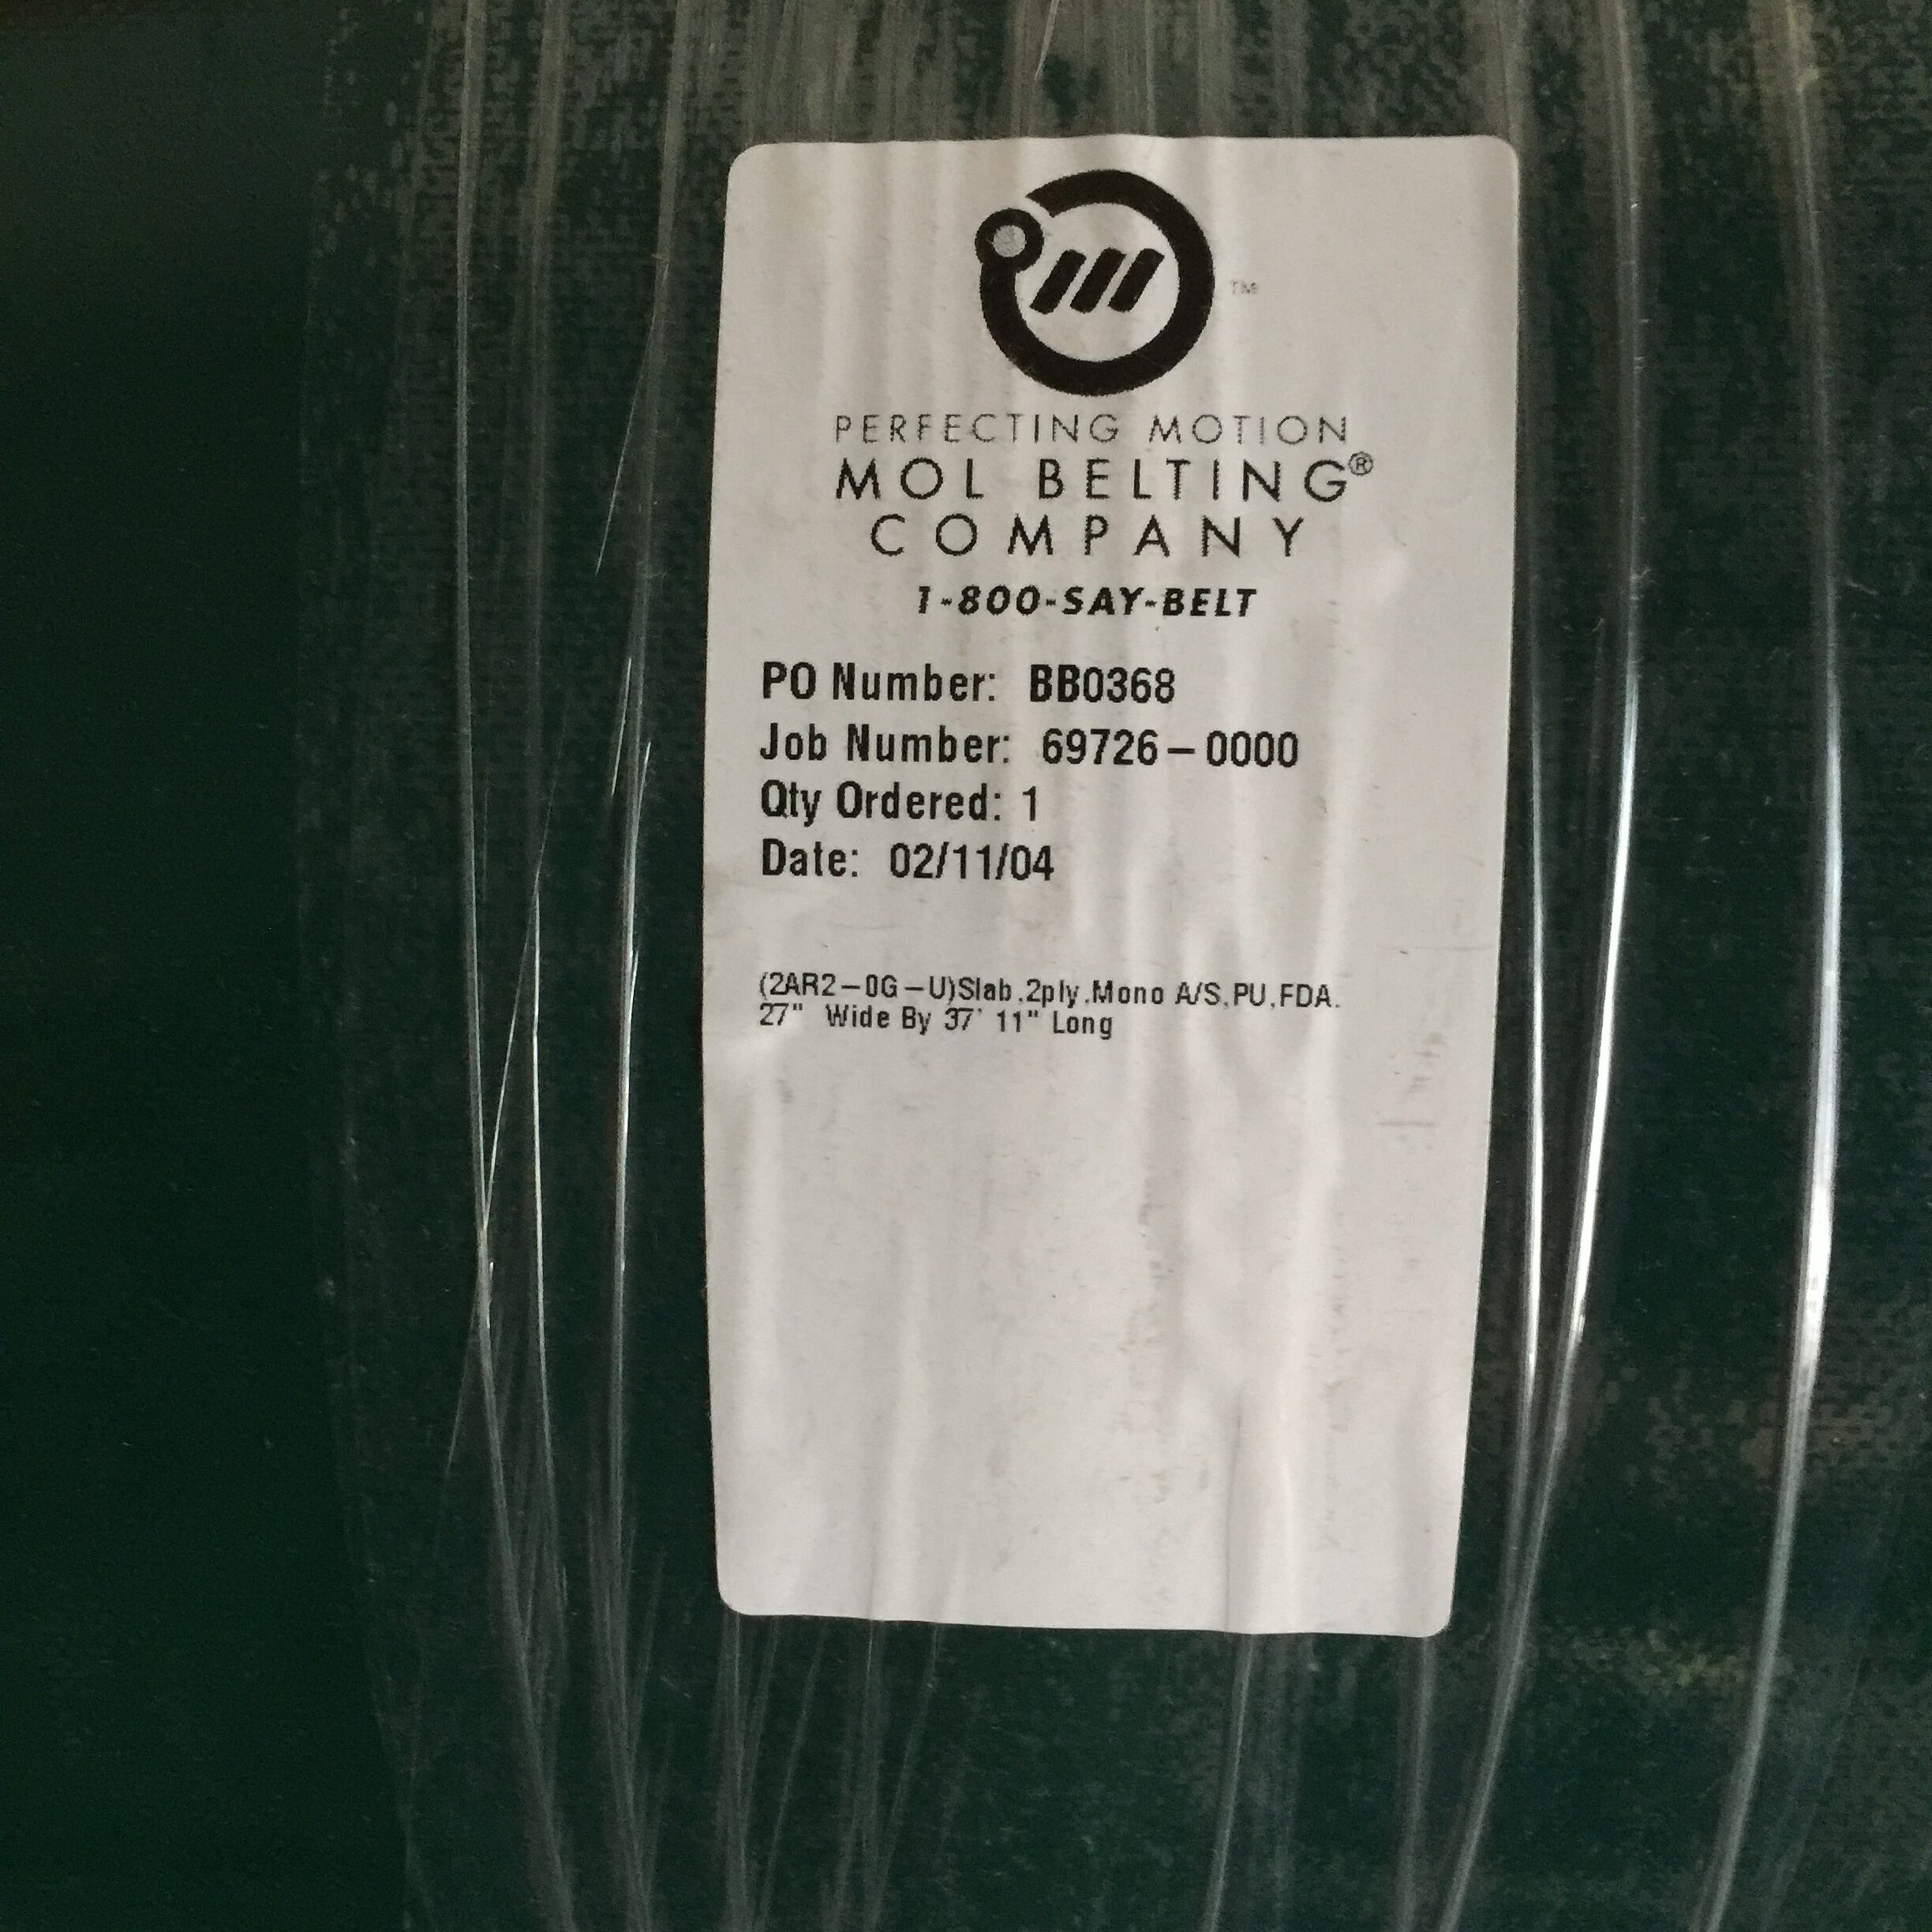 TM
PERFECTING MOTION
MOL BELTING®
COMPANY
1-800-SAY-BELT
PO Number: BB0368
Job Number: 69726-0000
Qty Ordered: 1
Date: 02/11/04
(2AR2-0G-U)Slab,2ply,Mono A/S,PU,FDA.
27" Wide By 37' 11" Long